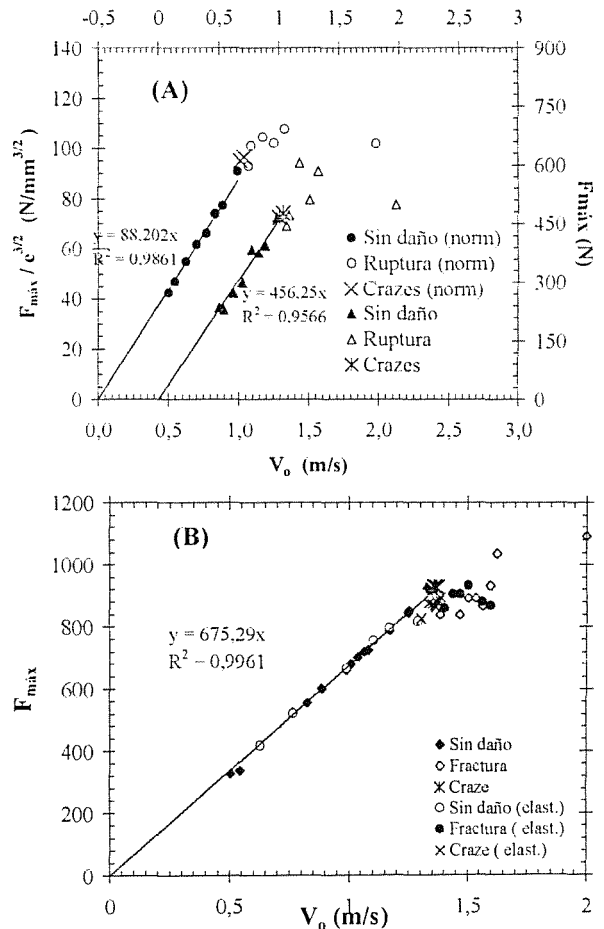 -0,5 0 0,5 1 1,5 2 2,5
(A)
140
120
100
80
60
40
20
0
F máx / e^3/2 (N/mm^3/2)
900
750
600
450
300
150
0
Fmáx (N)
y = 88,202x
R² = 0,9861
y = 456,25x
R² = 0,9566
● Sin daño (norm)
○ Ruptura (norm)
× Crazes (norm)
▲ Sin daño
△ Ruptura
Crazes
0,0 0,5 1,0 1,5 2,0 2,5 3,0
V₀ (m/s)
(B)
1200
1000
800
600
400
200
0
F máx
y = 675,29x
R² = 0,9961
◆ Sin daño
◇ Fractura
Craze
○ Sin daño (elast.)
● Fractura ( elast.)
× Craze ( elast.)
0 0,5 1 1,5 2
V₀ (m/s)